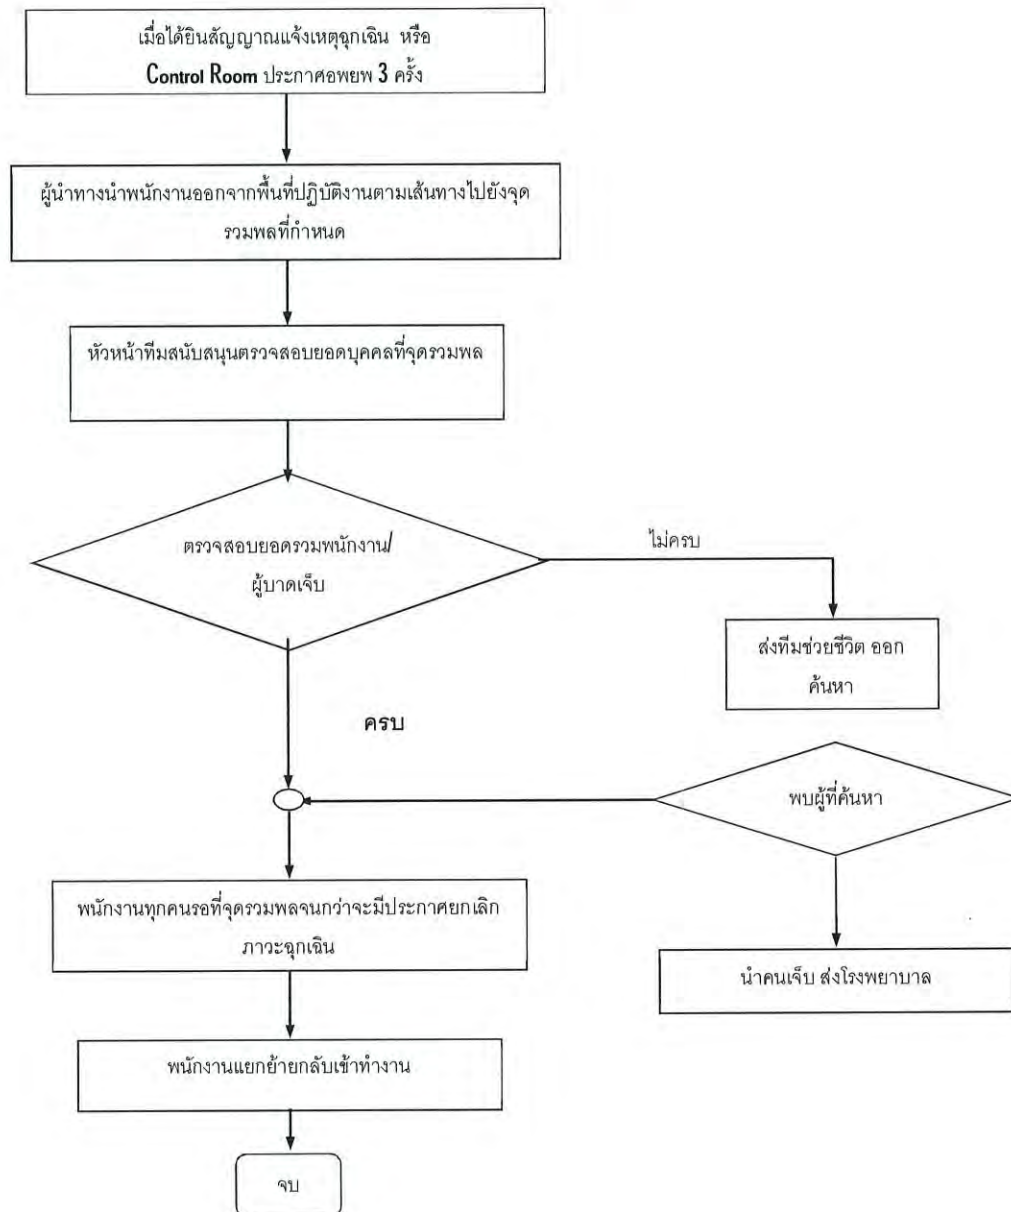 เมื่อได้ยินสัญญาณแจ้งเหตุฉุกเฉิน หรือ
Control Room ประกาศอพยพ 3 ครั้ง
ผู้นำทางนำพนักงานออกจากพื้นที่ปฏิบัติงานตามเส้นทางไปยังจุด
รวมพลที่กำหนด
หัวหน้าทีมสนับสนุนตรวจสอบยอดบุคคลที่จุดรวมพล
ตรวจสอบยอดรวมพนักงาน/
ผู้บาดเจ็บ
ไม่ครบ
ส่งทีมช่วยชีวิต ออก
ค้นหา
ครบ
พบผู้ที่ค้นหา
พนักงานทุกคนรอที่จุดรวมพลจนกว่าจะมีประกาศยกเลิก
ภาวะฉุกเฉิน
นำคนเจ็บ ส่งโรงพยาบาล
พนักงานแยกย้ายกลับเข้าทำงาน
จบ